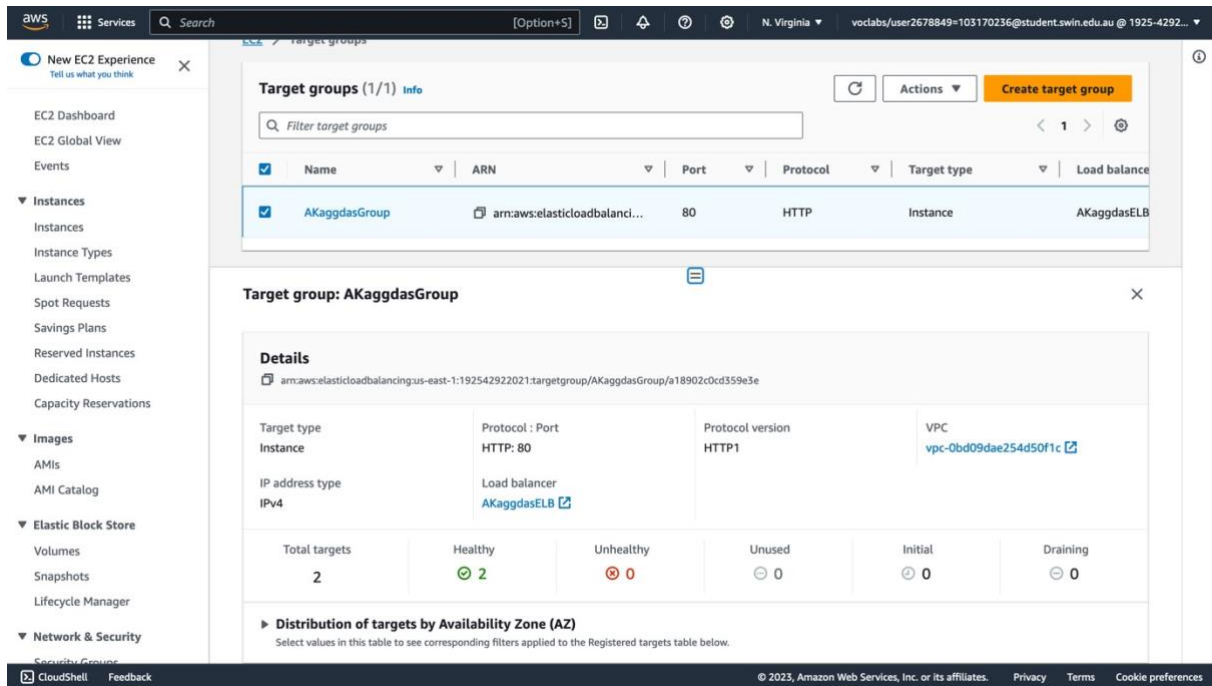 aws Services Search [Option+S] N. Virginia ▼ voclabs/user2678849=103170236@student.swin.edu.au @ 1925-4292... ▼
New EC2 Experience
Tell us what you think
EC2 Dashboard
EC2 Global View
Events
▼ Instances
Instances
Instance Types
Launch Templates
Spot Requests
Savings Plans
Reserved Instances
Dedicated Hosts
Capacity Reservations
▼ Images
AMIs
AMI Catalog
▼ Elastic Block Store
Volumes
Snapshots
Lifecycle Manager
▼ Network & Security
Security Groups
EC2 / Target groups
Target groups (1/1) Info
Actions ▼ Create target group
Filter target groups
< 1 >
Name ARN Port Protocol Target type Load balance
AKaggdasGroup arn:aws:elasticloadbalanci... 80 HTTP Instance AKaggdasELB
Target group: AKaggdasGroup
Details
arn:aws:elasticloadbalancing:us-east-1:192542922021:targetgroup/AKaggdasGroup/a18902c0cd359e3e
Target type Protocol : Port Protocol version VPC
Instance HTTP: 80 HTTP1 vpc-0bd09dae254d50f1c
IP address type Load balancer
IPv4 AKaggdasELB
Total targets Healthy Unhealthy Unused Initial Draining
2 2 0 0 0 0
▶ Distribution of targets by Availability Zone (AZ)
Select values in this table to see corresponding filters applied to the Registered targets table below.
CloudShell Feedback © 2023, Amazon Web Services, Inc. or its affiliates. Privacy Terms Cookie preferences